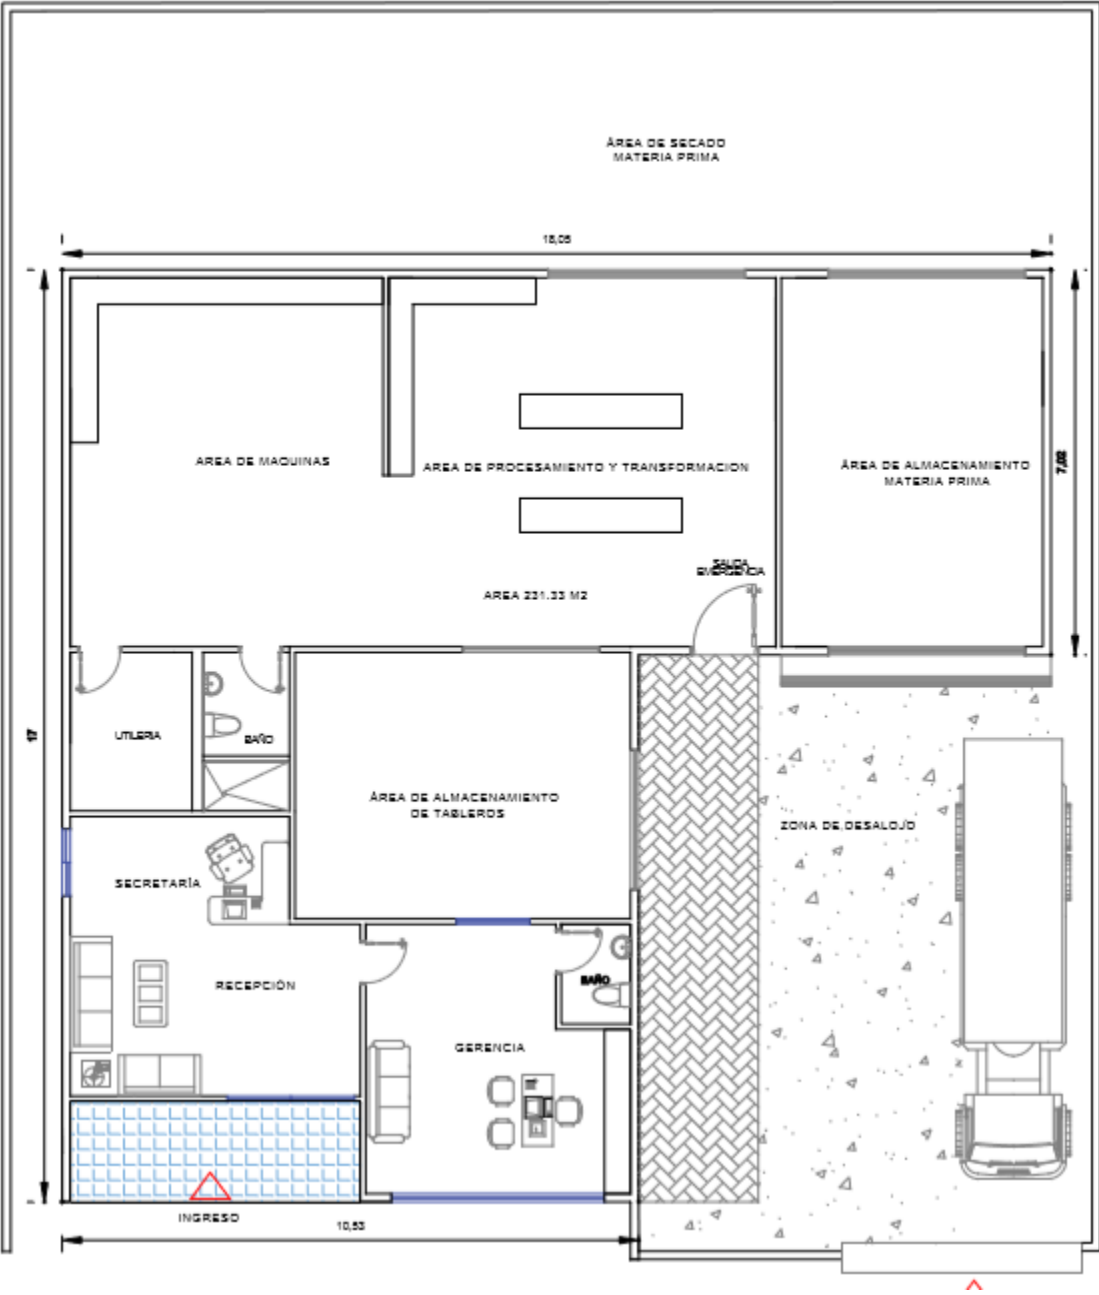 ÁREA DE SECADO
MATERIA PRIMA
18,05
AREA DE MAQUINAS
AREA DE PROCESAMIENTO Y TRANSFORMACION
ÁREA DE ALMACENAMIENTO
MATERIA PRIMA
7,02
SALIDA
EMERGENCIA
AREA 231.33 M2
17
UTILERIA
BAÑO
ÁREA DE ALMACENAMIENTO
DE TABLEROS
ZONA DE DESALOJO
SECRETARÍA
RECEPCIÓN
BAÑO
GERENCIA
INGRESO
10,53